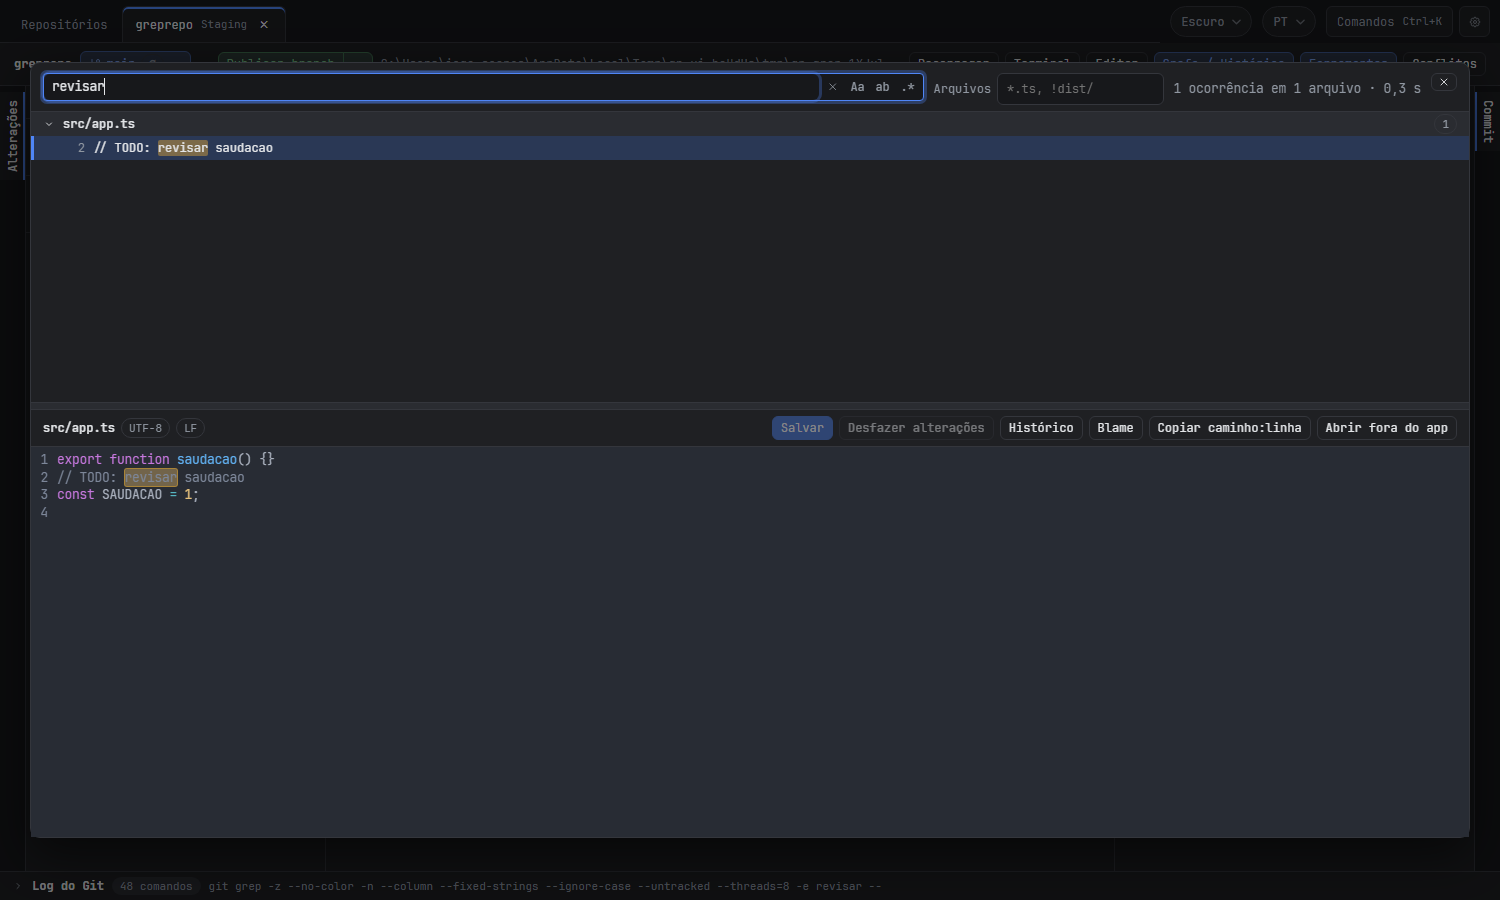 Repositórios greprepo Staging × Escuro PT Comandos Ctrl+K
revisar × Aa ab .* Arquivos *.ts, !dist/ 1 ocorrência em 1 arquivo · 0,3 s ×
src/app.ts 1
2 // TODO: revisar saudacao
Alterações
Commit
src/app.ts UTF-8 LF Salvar Desfazer alterações Histórico Blame Copiar caminho:linha Abrir fora do app
1 export function saudacao() {}
2 // TODO: revisar saudacao
3 const SAUDACAO = 1;
4
Log do Git 48 comandos git grep -z --no-color -n --column --fixed-strings --ignore-case --untracked --threads=8 -e revisar --